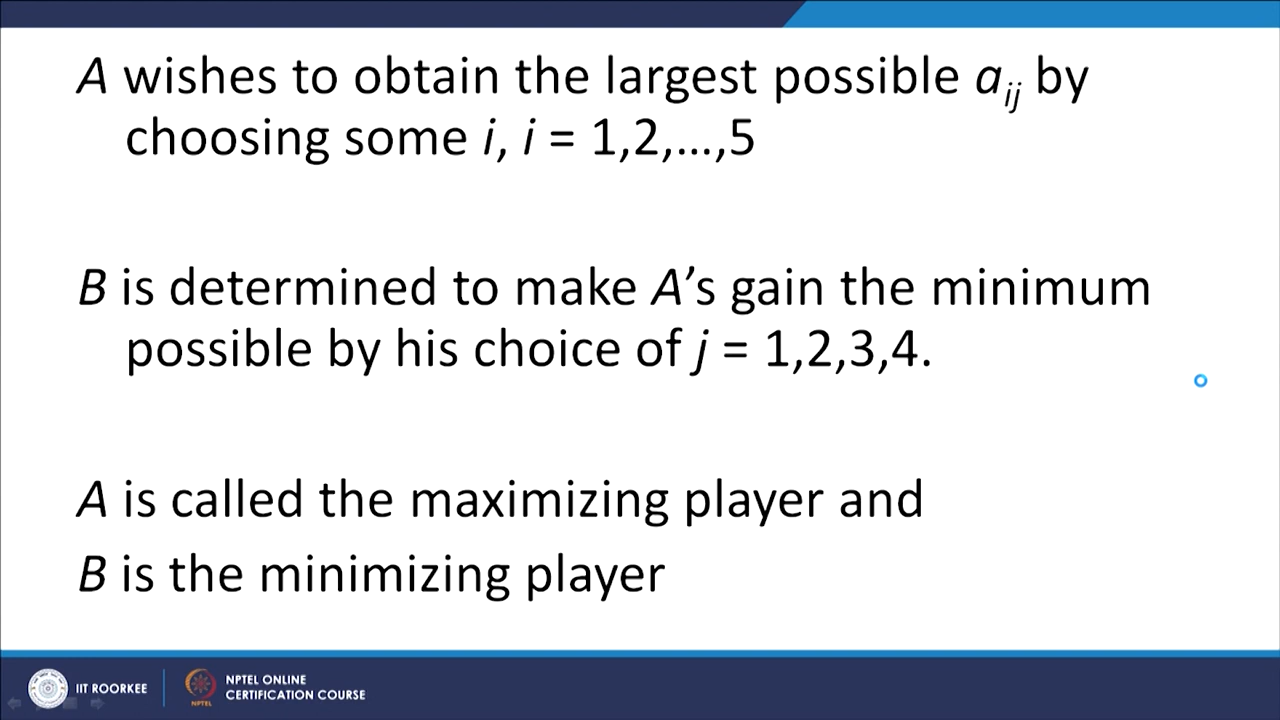 A wishes to obtain the largest possible aij by
choosing some i, i = 1,2,...,5
B is determined to make A’s gain the minimum
possible by his choice of j = 1,2,3,4.
A is called the maximizing player and
B is the minimizing player
IIT ROORKEE
NPTEL
NPTEL ONLINE
CERTIFICATION COURSE